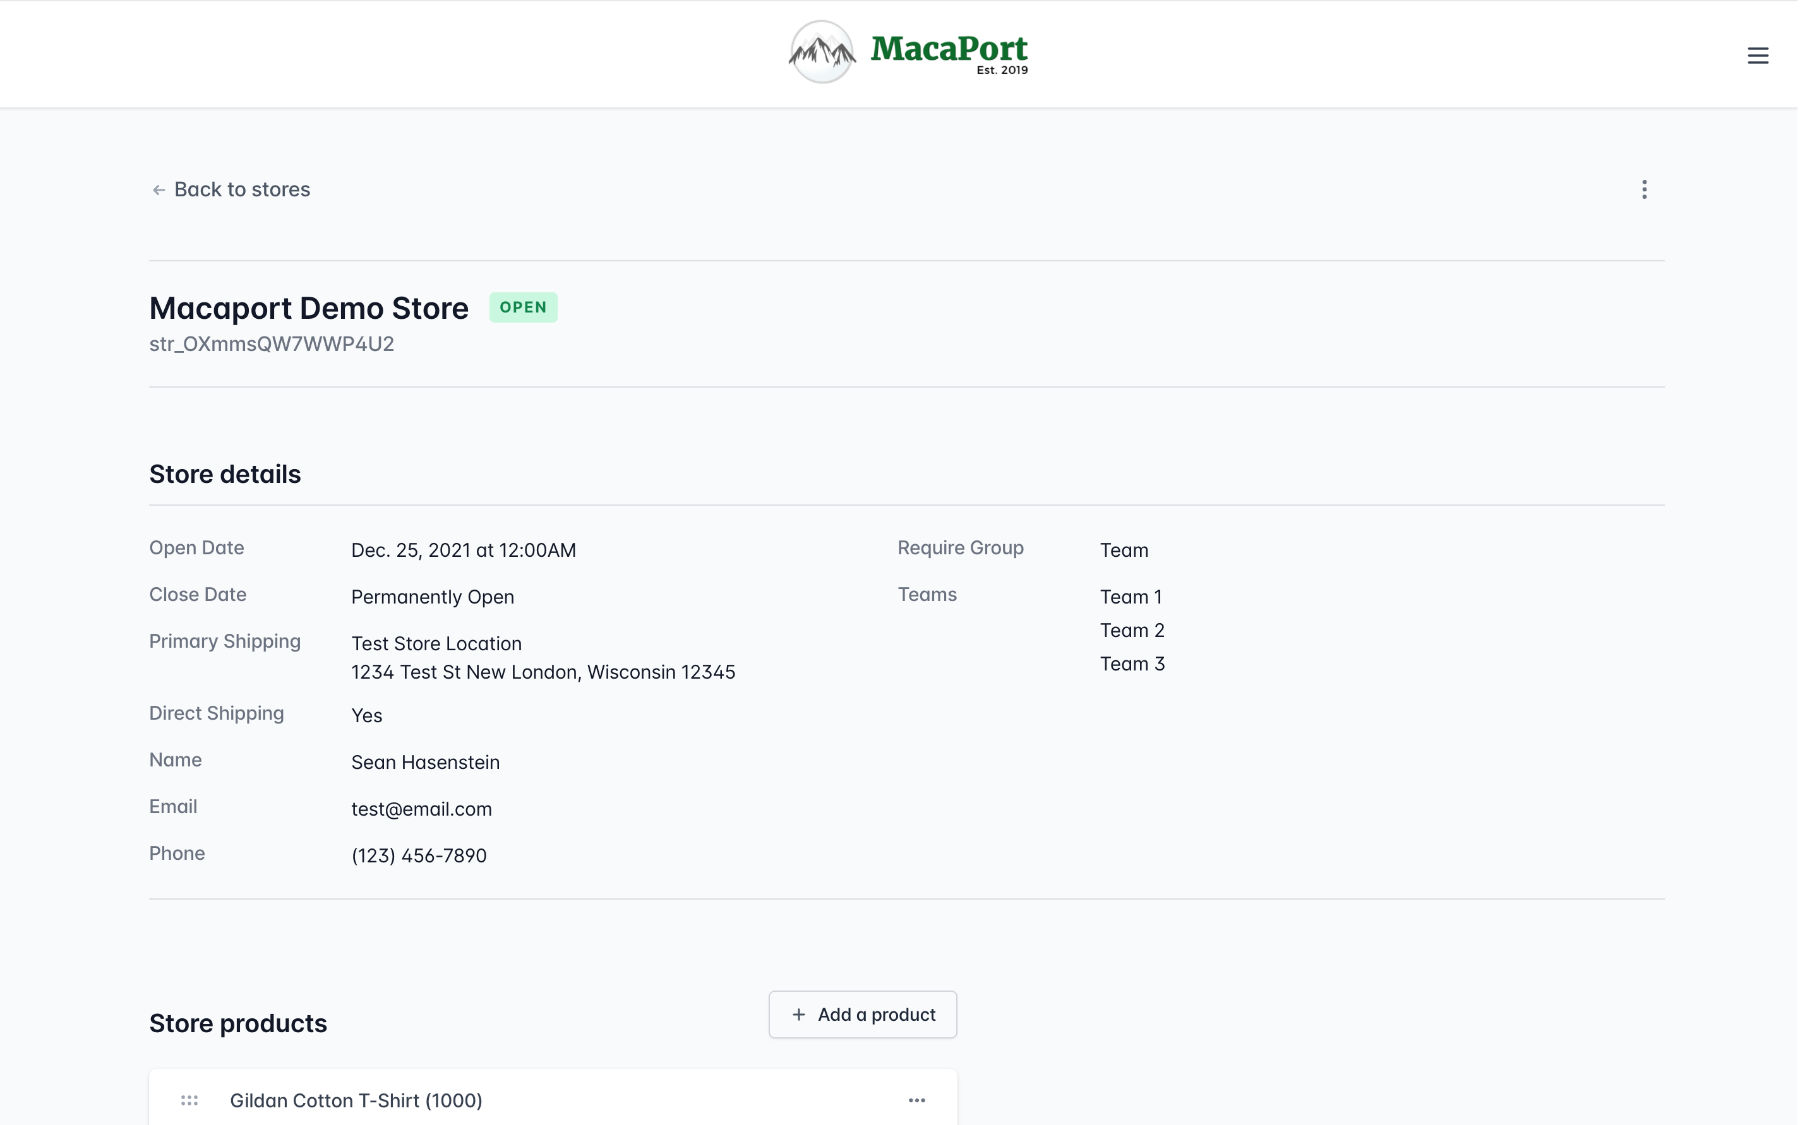 MacaPort
Est. 2019
← Back to stores
Macaport Demo Store OPEN
str_OXmmsQW7WWP4U2
Store details
Open Date Dec. 25, 2021 at 12:00AM
Close Date Permanently Open
Primary Shipping Test Store Location
1234 Test St New London, Wisconsin 12345
Direct Shipping Yes
Name Sean Hasenstein
Email test@email.com
Phone (123) 456-7890
Require Group Team
Teams Team 1
Team 2
Team 3
Store products
+ Add a product
Gildan Cotton T-Shirt (1000)